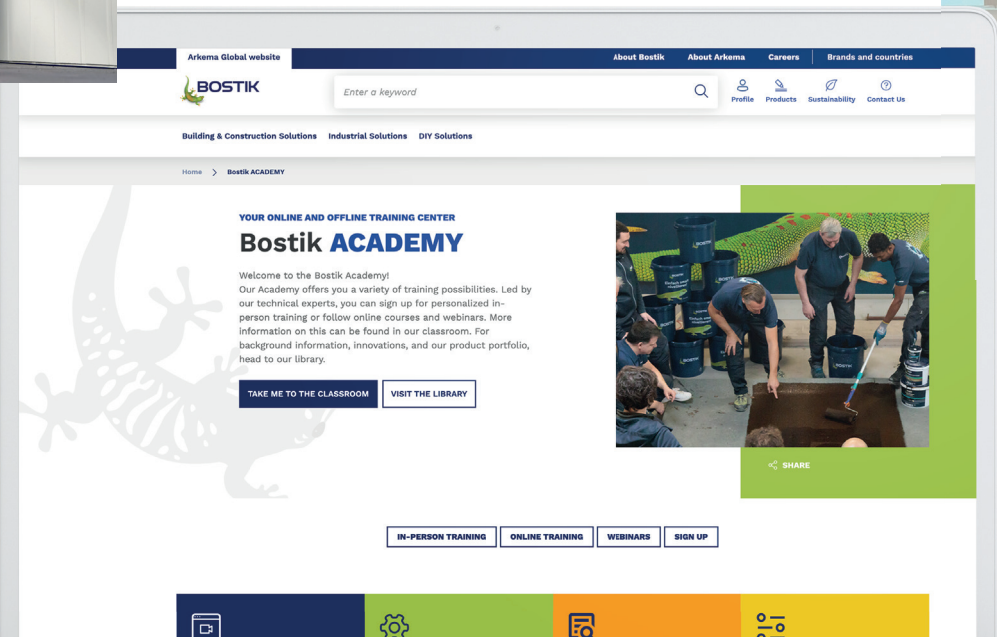 Arkema Global website
About Bostik About Arkema Careers Brands and countries
BOSTIK
Enter a keyword
Profile Products Sustainability Contact Us
Building & Construction Solutions Industrial Solutions DIY Solutions
Home > Bostik ACADEMY
YOUR ONLINE AND OFFLINE TRAINING CENTER
Bostik ACADEMY
Welcome to the Bostik Academy!
Our Academy offers you a variety of training possibilities. Led by
our technical experts, you can sign up for personalized in-
person training or follow online courses and webinars. More
information on this can be found in our classroom. For
background information, innovations, and our product portfolio,
head to our library.
TAKE ME TO THE CLASSROOM VISIT THE LIBRARY
SHARE
IN-PERSON TRAINING ONLINE TRAINING WEBINARS SIGN UP